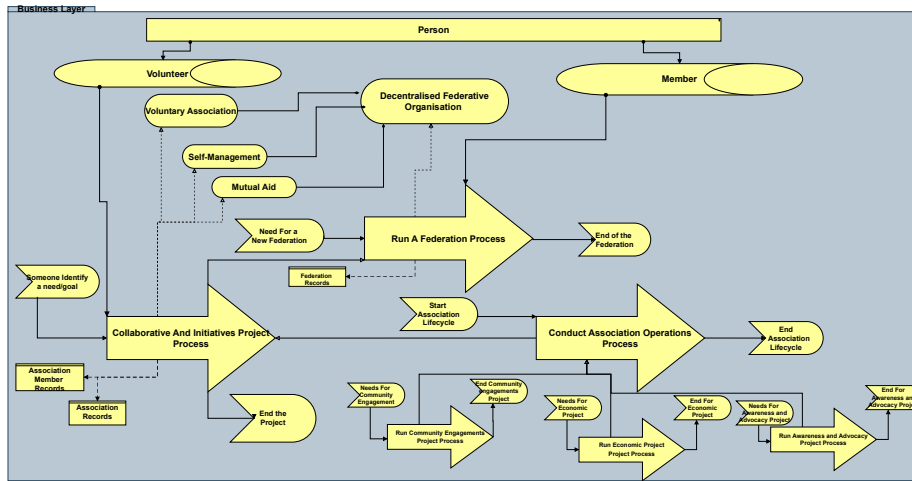 Business Layer
Person
Volunteer
Member
Decentralised Federative
Organisation
Voluntary Association
Self-Management
Mutual Aid
Need For a
New Federation
Run A Federation Process
End of the
Federation
Federation
Records
Someone Identify
a need/goal
Start
Association
Lifecycle
Collaborative And Initiatives Project
Process
Conduct Association Operations
Process
End
Association
Lifecycle
Association
Member
Records
Association
Records
End the
Project
Needs For
Community
Engagement
End Community
Engagements
Project
Run Community Engagements
Project Process
Needs For
Economic Project
End For
Economic Project
Run Economic Project
Project Process
Needs For
Awareness and
Advocacy Project
End For
Awareness and
Advocacy Project
Run Awareness and Advocacy
Project Process